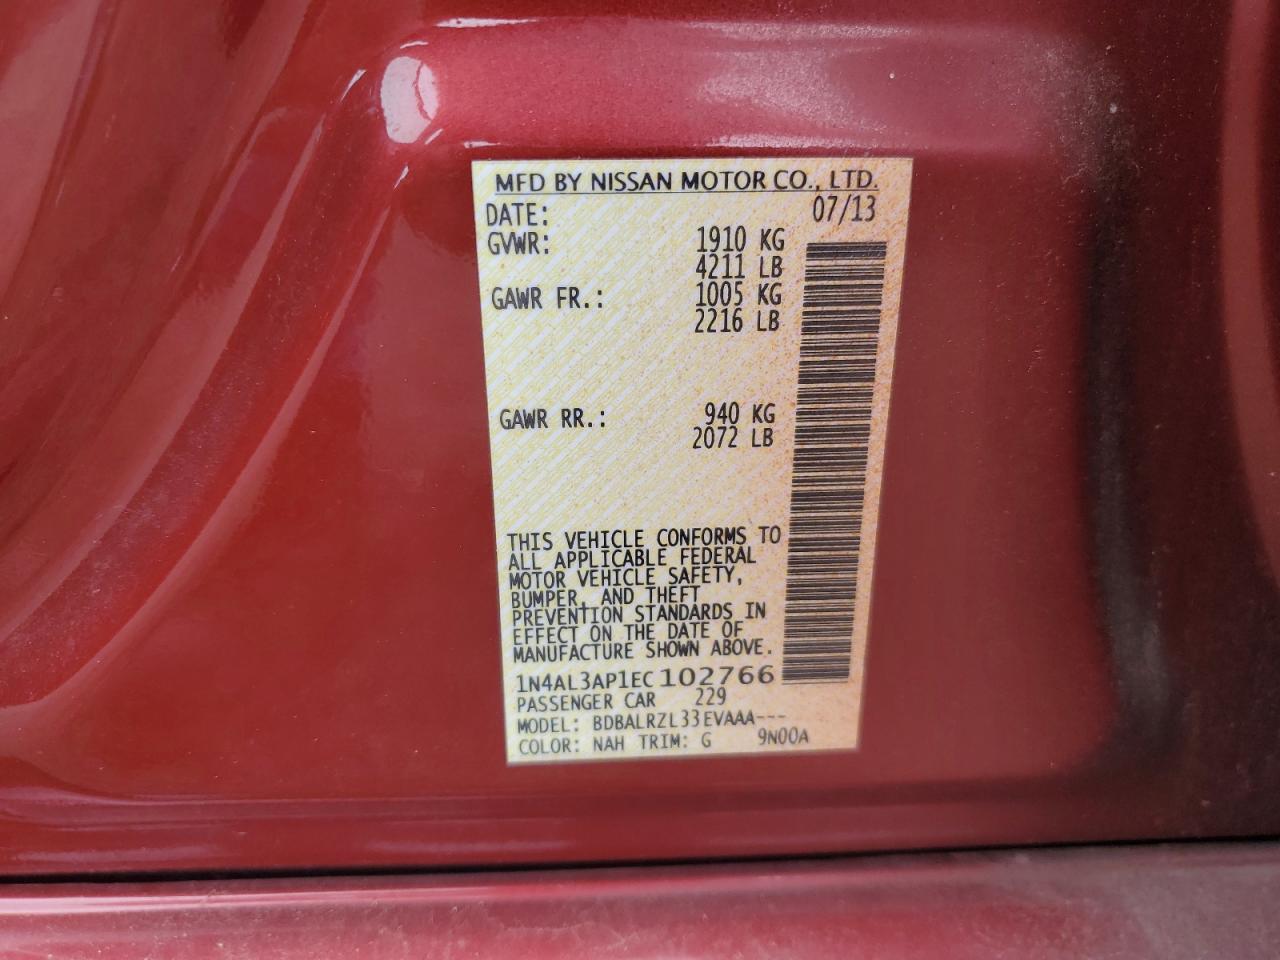 MFD BY NISSAN MOTOR CO., LTD.
DATE: 07/13
GVWR: 1910 KG
4211 LB
GAWR FR.: 1005 KG
2216 LB
GAWR RR.: 940 KG
2072 LB
THIS VEHICLE CONFORMS TO
ALL APPLICABLE FEDERAL
MOTOR VEHICLE SAFETY,
BUMPER, AND THEFT
PREVENTION STANDARDS IN
EFFECT ON THE DATE OF
MANUFACTURE SHOWN ABOVE.
1N4AL3AP1EC102766
PASSENGER CAR 229
MODEL: BDBALRZL33EVAAA---
COLOR: NAH TRIM: G 9N00A